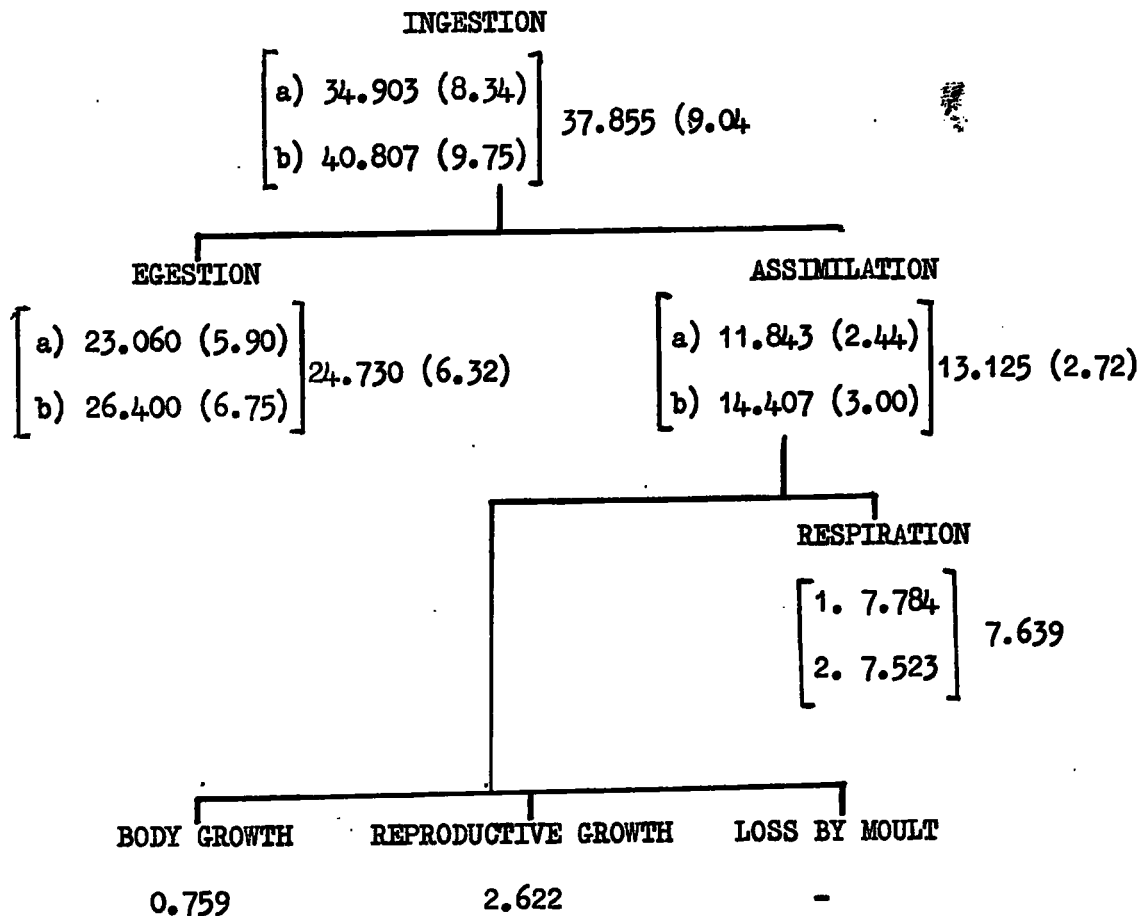 INGESTION
a) 34.903 (8.34)
37.855 (9.04
b) 40.807 (9.75)
EGESTION ASSIMILATION
a) 23.060 (5.90) a) 11.843 (2.44)
24.730 (6.32) 13.125 (2.72)
b) 26.400 (6.75) b) 14.407 (3.00)
RESPIRATION
1. 7.784
7.639
2. 7.523
BODY GROWTH REPRODUCTIVE GROWTH LOSS BY MOULT
0.759 2.622 -